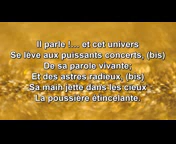 Il parle !... et cet univers
Se lève aux puissants concerts, (bis)
De sa parole vivante;
Et des astres radieux, (bis)
Sa main jette dans les cieux
La poussière étincelante.